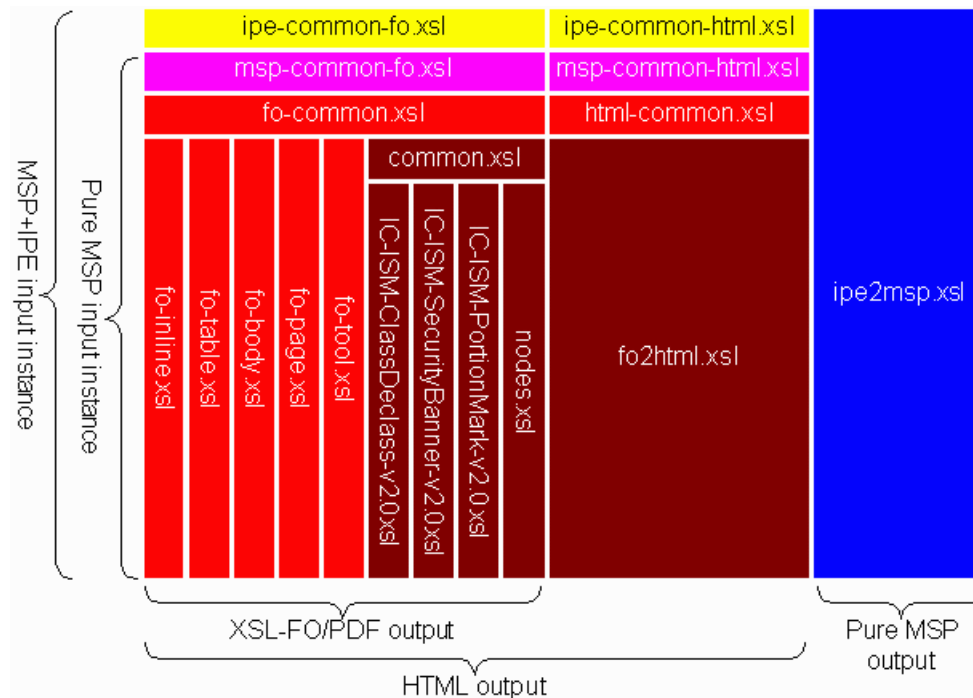 ipe-common-fo.xsl
ipe-common-html.xsl
msp-common-fo.xsl
msp-common-html.xsl
fo-common.xsl
html-common.xsl
common.xsl
MSP+IPE input instance
Pure MSP input instance
fo-inline.xsl
fo-table.xsl
fo-body.xsl
fo-page.xsl
fo-tool.xsl
IC-ISM-ClassDeclass-v2.0.xsl
IC-ISM-SecurityBanner-v2.0.xsl
IC-ISM-PortionMark-v2.0.xsl
nodes.xsl
fo2html.xsl
ipe2msp.xsl
XSL-FO/PDF output
Pure MSP
output
HTML output